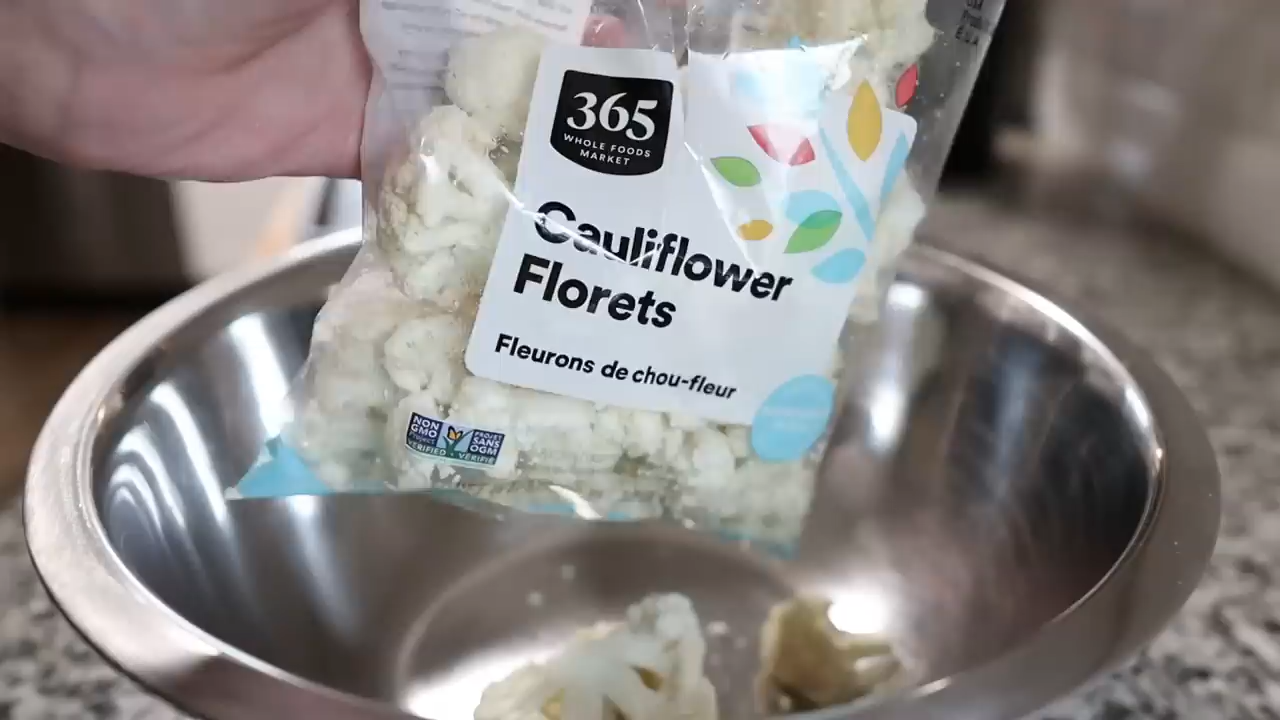 365
WHOLE FOODS
MARKET
Cauliflower
Florets
Fleurons de chou-fleur
NON
GMO
Project
VERIFIED • VÉRIFIÉ
PROJET
SANS
OGM